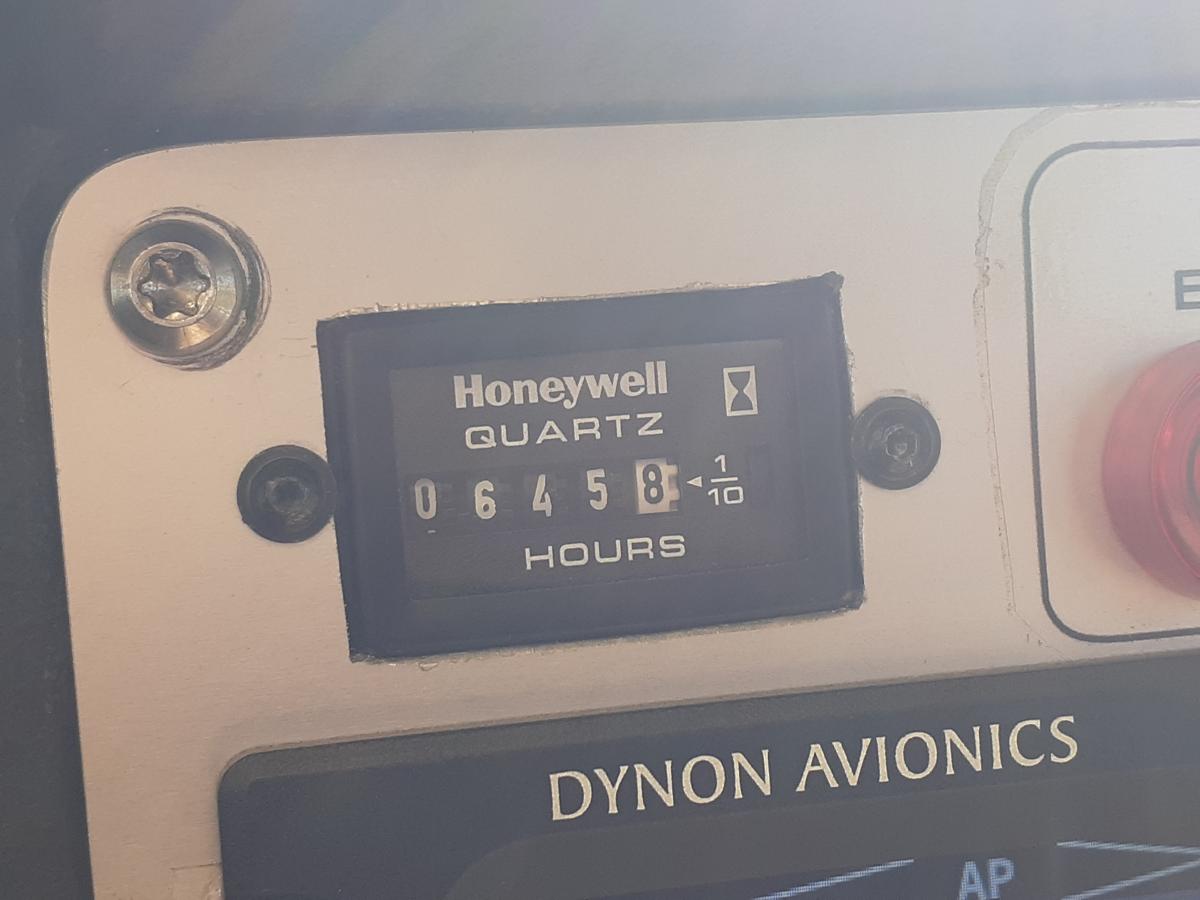 Honeywell
QUARTZ
0 6 4 5 8 ◄ 1/10
HOURS
E
DYNON AVIONICS
AP